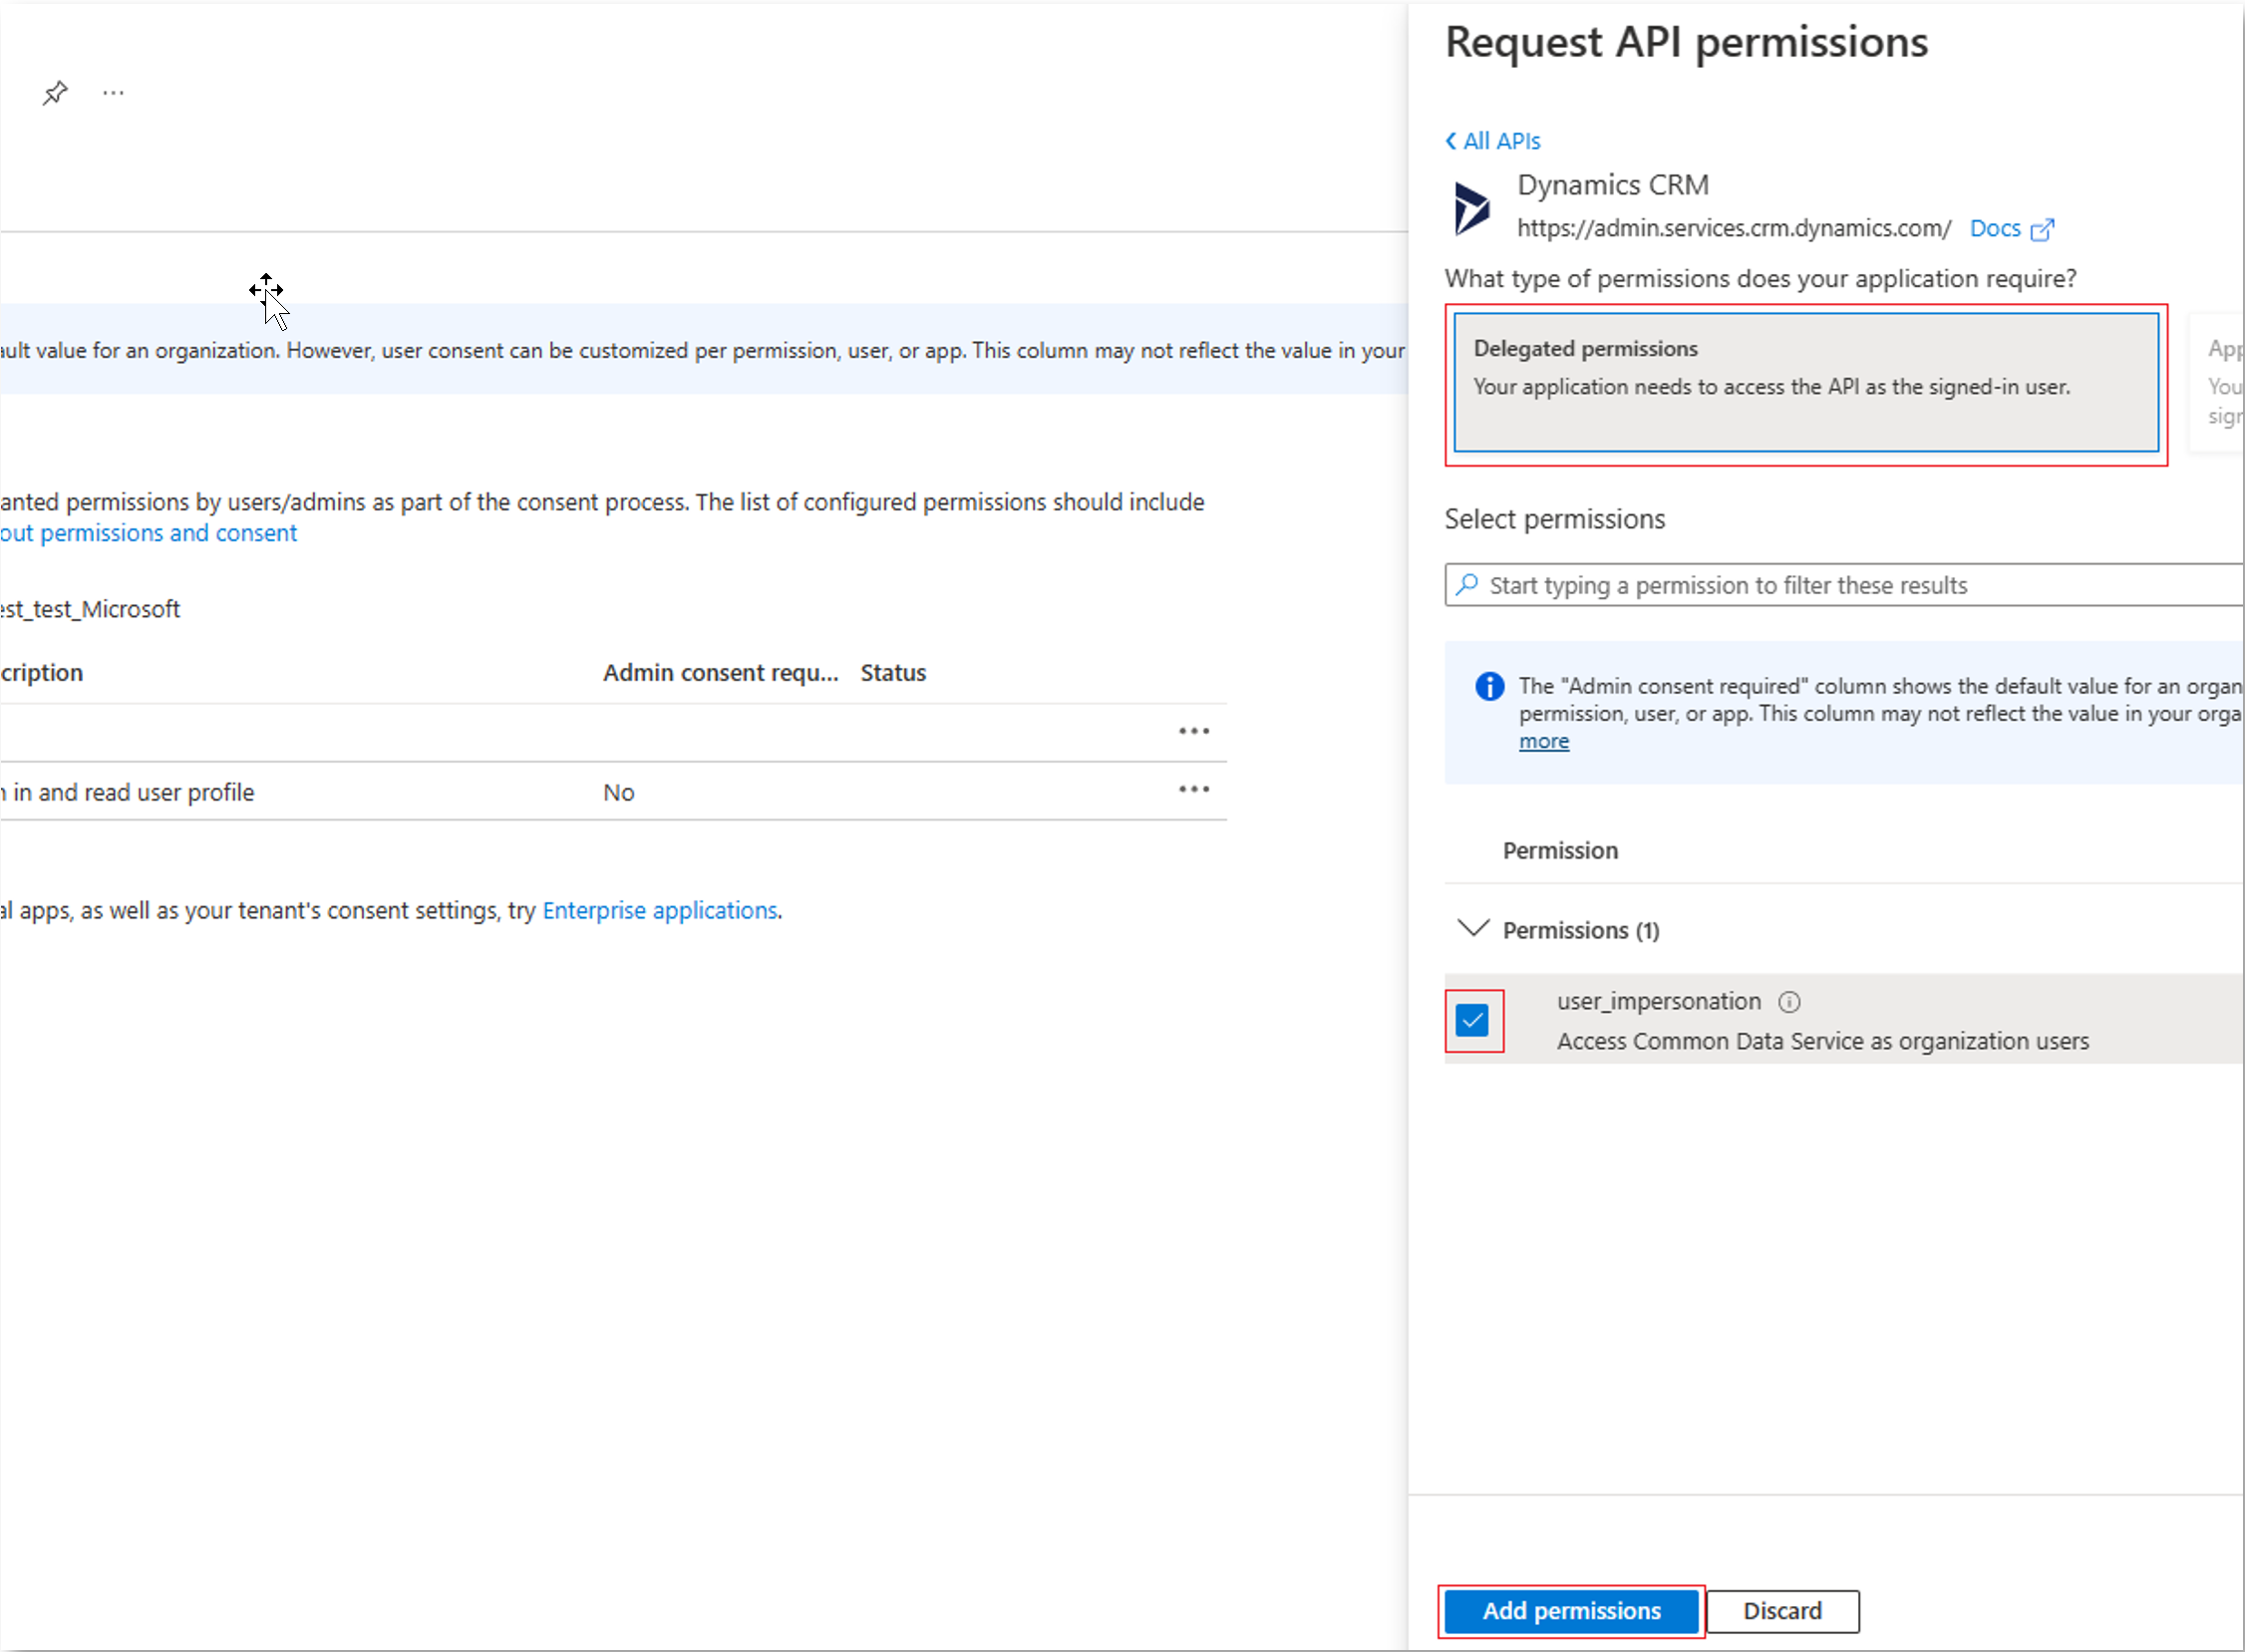 Request API permissions
All APIs
Dynamics CRM
https://admin.services.crm.dynamics.com/ Docs
What type of permissions does your application require?
Delegated permissions
Your application needs to access the API as the signed-in user.
App
You
sign
Select permissions
Start typing a permission to filter these results
The "Admin consent required" column shows the default value for an organ
permission, user, or app. This column may not reflect the value in your orga
more
Permission
Permissions (1)
user_impersonation
Access Common Data Service as organization users
Add permissions
Discard
ault value for an organization. However, user consent can be customized per permission, user, or app. This column may not reflect the value in your
anted permissions by users/admins as part of the consent process. The list of configured permissions should include
out permissions and consent
est_test_Microsoft
cription Admin consent requ... Status
n in and read user profile No
al apps, as well as your tenant's consent settings, try Enterprise applications.